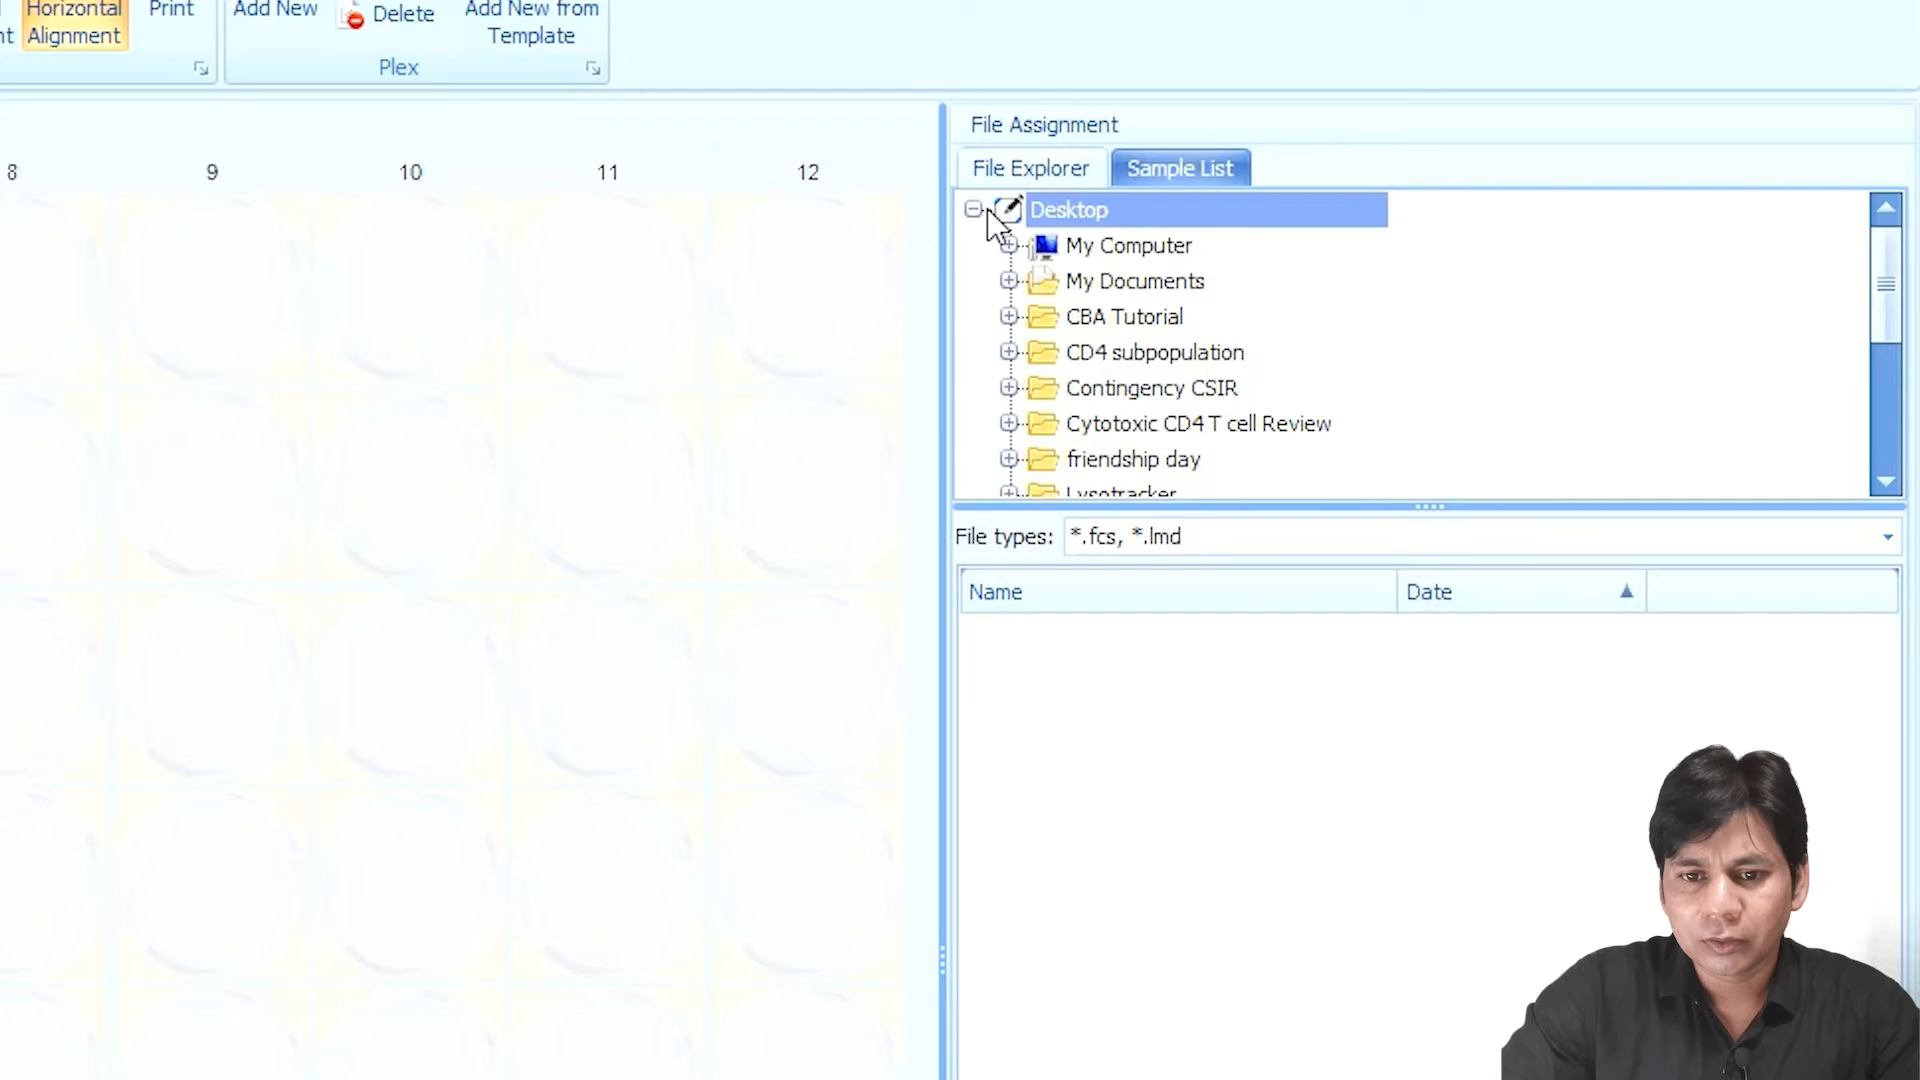 Horizontal
Alignment
Print
Add New
Delete
Add New from
Template
Plex
8
9
10
11
12
File Assignment
File Explorer
Sample List
Desktop
My Computer
My Documents
CBA Tutorial
CD4 subpopulation
Contingency CSIR
Cytotoxic CD4 T cell Review
friendship day
Lysotracker
File types:
*.fcs, *.lmd
Name
Date